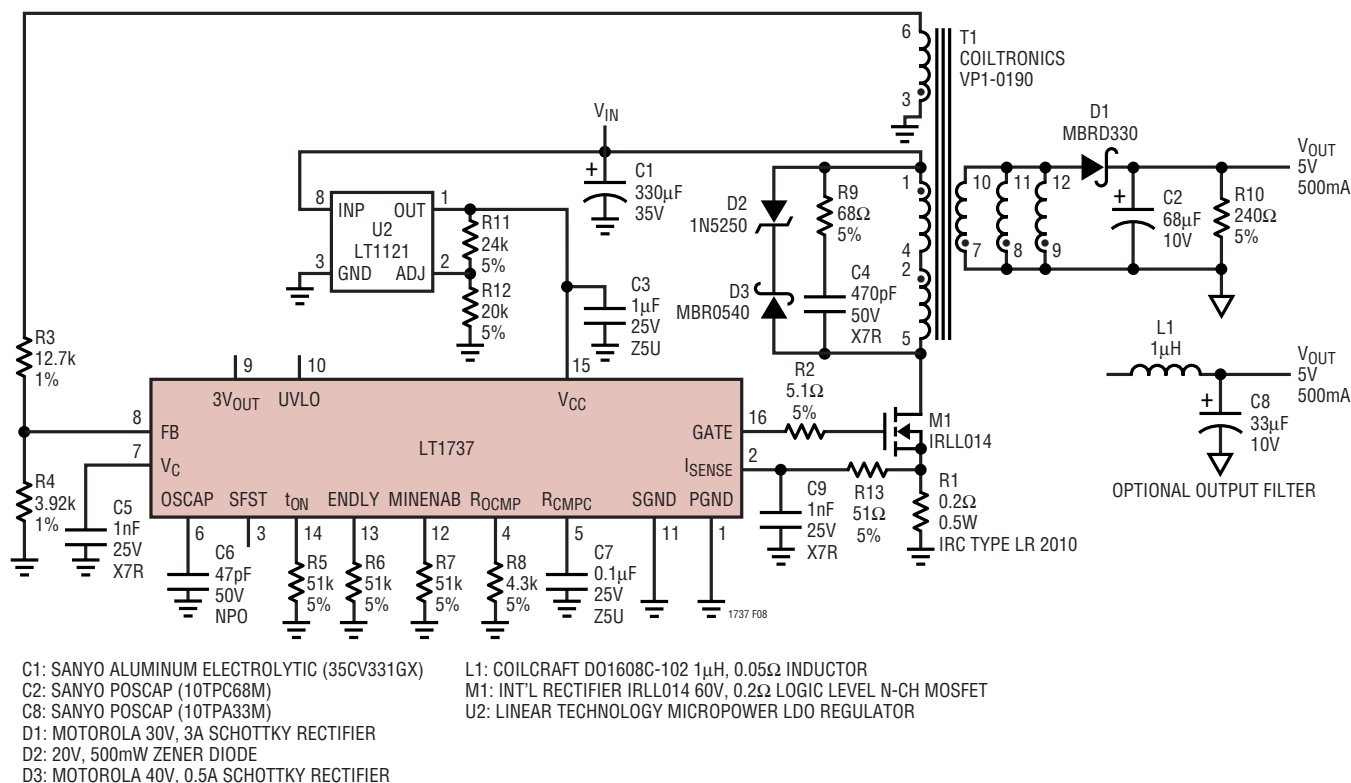 6
T1
COILTRONICS
VP1-0190
3
VIN
D1
MBRD330
VOUT
5V
500mA
+
C1
330µF
35V
8
INP
OUT
1
U2
LT1121
3
GND
ADJ
2
R11
24k
5%
R12
20k
5%
C3
1µF
25V
Z5U
D2
1N5250
R9
68Ω
5%
D3
MBR0540
C4
470pF
50V
X7R
1
4
2
5
10
11
12
7
8
9
+
C2
68µF
10V
R10
240Ω
5%
L1
1µH
VOUT
5V
500mA
+
C8
33µF
10V
OPTIONAL OUTPUT FILTER
R3
12.7k
1%
9
10
15
3VOUT
UVLO
VCC
8
FB
7
VC
LT1737
GATE
16
ISENSE
2
R2
5.1Ω
5%
M1
IRLL014
R4
3.92k
1%
C5
1nF
25V
X7R
OSCAP
SFST
tON
ENDLY
MINENAB
ROCMP
RCMPC
SGND
PGND
6
3
14
13
12
4
5
11
1
C6
47pF
50V
NPO
R5
51k
5%
R6
51k
5%
R7
51k
5%
R8
4.3k
5%
C7
0.1µF
25V
Z5U
C9
1nF
25V
X7R
R13
51Ω
5%
R1
0.2Ω
0.5W
IRC TYPE LR 2010
1737 F08
C1: SANYO ALUMINUM ELECTROLYTIC (35CV331GX)
C2: SANYO POSCAP (10TPC68M)
C8: SANYO POSCAP (10TPA33M)
D1: MOTOROLA 30V, 3A SCHOTTKY RECTIFIER
D2: 20V, 500mW ZENER DIODE
D3: MOTOROLA 40V, 0.5A SCHOTTKY RECTIFIER
L1: COILCRAFT DO1608C-102 1µH, 0.05Ω INDUCTOR
M1: INT'L RECTIFIER IRLL014 60V, 0.2Ω LOGIC LEVEL N-CH MOSFET
U2: LINEAR TECHNOLOGY MICROPOWER LDO REGULATOR